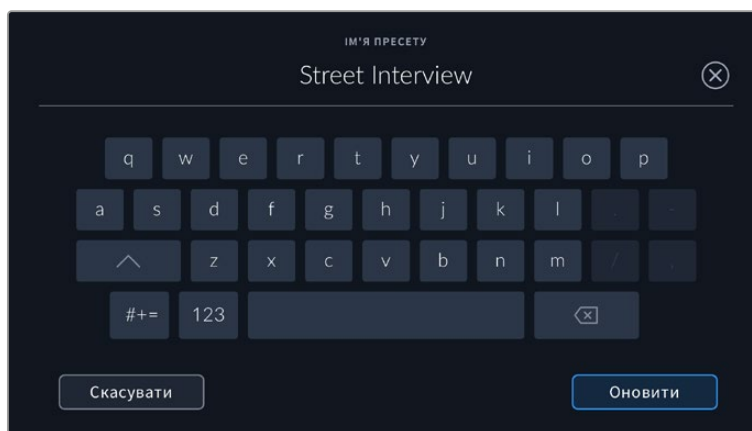 ІМ'Я ПРЕСЕТУ
Street Interview
q w e r t y u i o p
a s d f g h j k l . -
z x c v b n m / ,
#+= 123
Скасувати Оновити